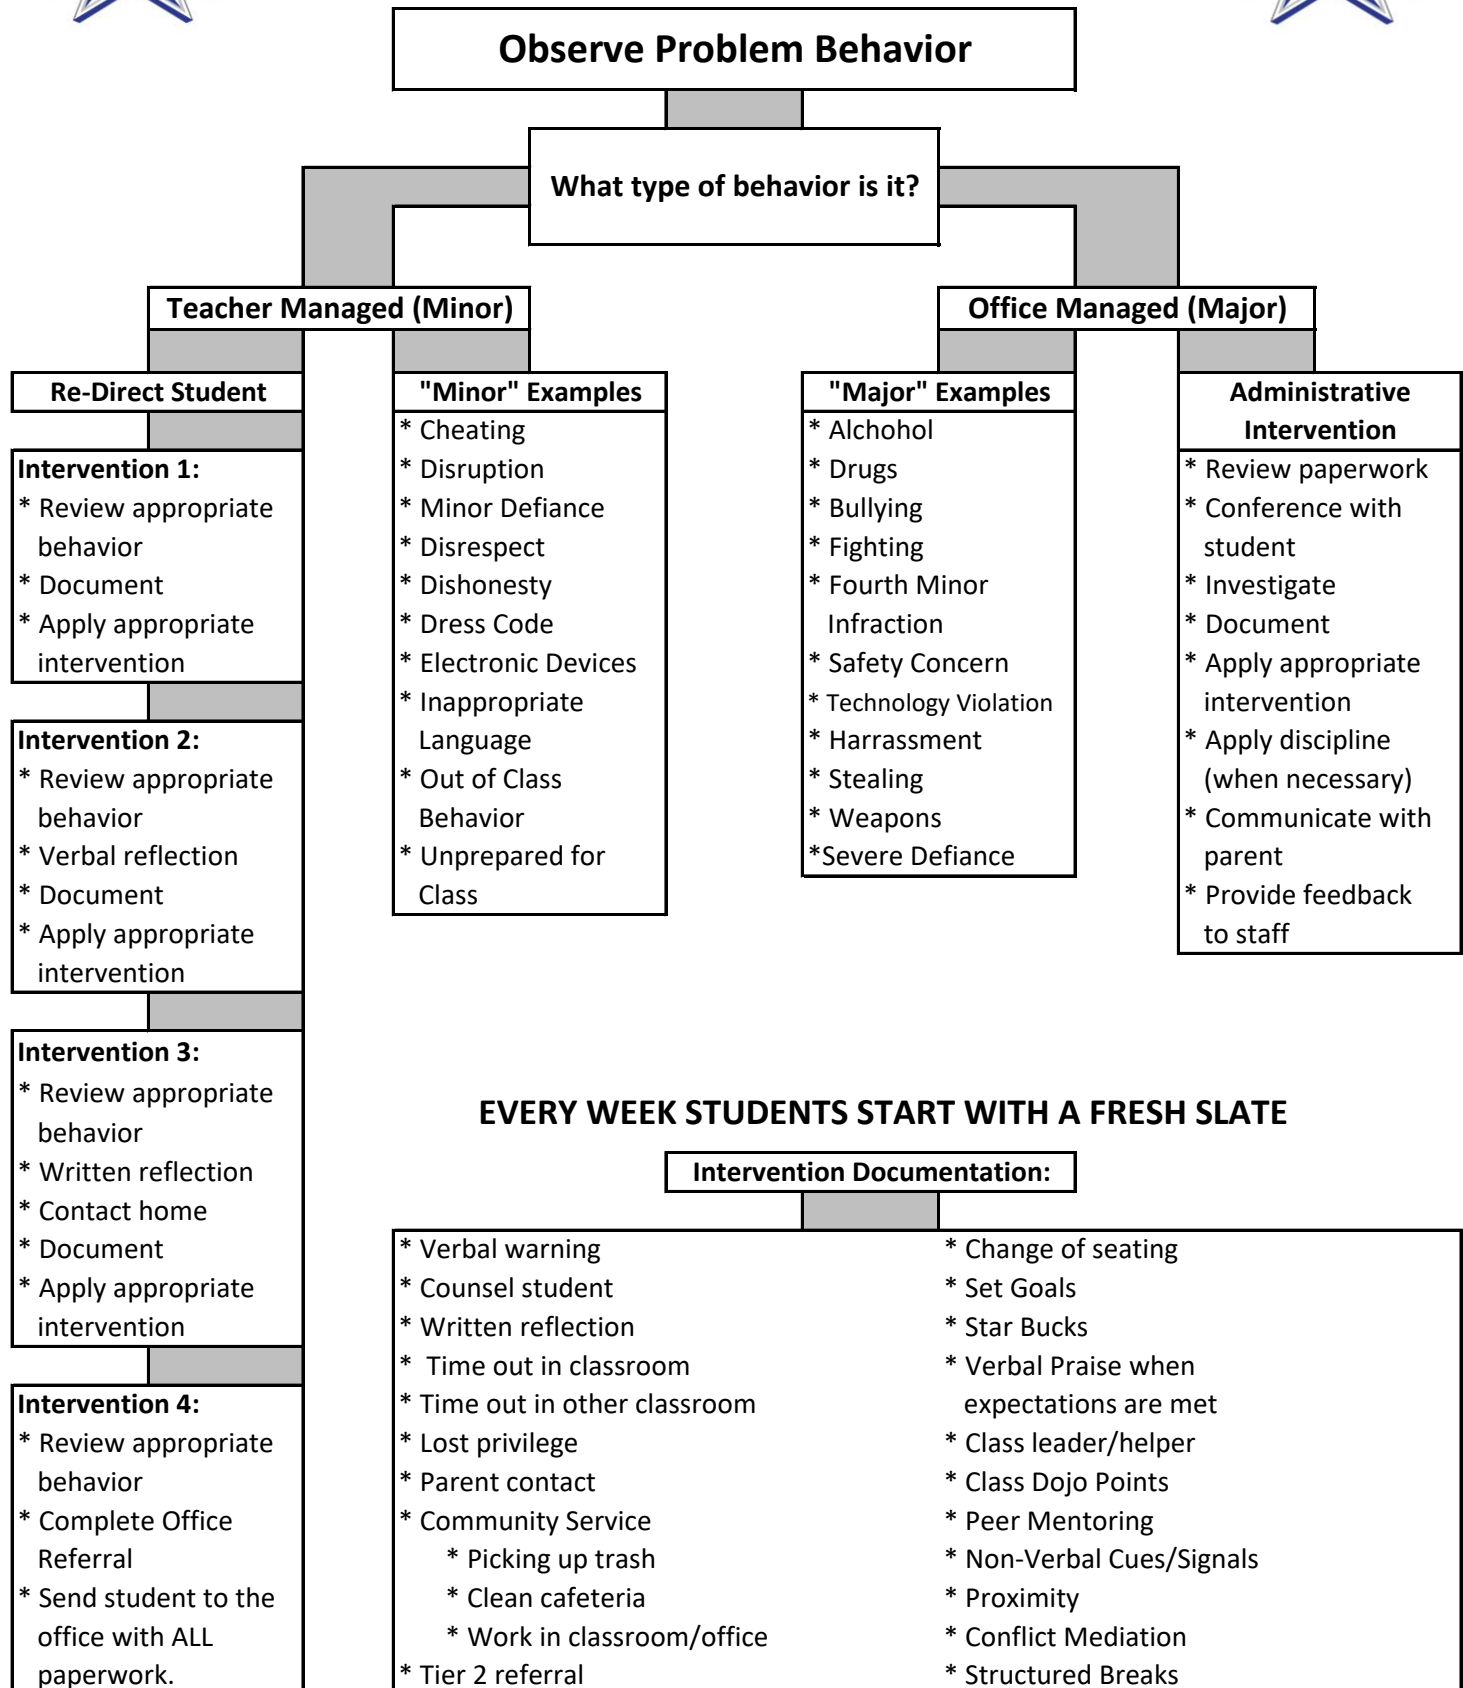 Observe Problem Behavior
What type of behavior is it?
Teacher Managed (Minor)
Office Managed (Major)
Re-Direct Student
Intervention 1:
* Review appropriate
behavior
* Document
* Apply appropriate
intervention
Intervention 2:
* Review appropriate
behavior
* Verbal reflection
* Document
* Apply appropriate
intervention
Intervention 3:
* Review appropriate
behavior
* Written reflection
* Contact home
* Document
* Apply appropriate
intervention
Intervention 4:
* Review appropriate
behavior
* Complete Office
Referral
* Send student to the
office with ALL
paperwork.
"Minor" Examples
* Cheating
* Disruption
* Minor Defiance
* Disrespect
* Dishonesty
* Dress Code
* Electronic Devices
* Inappropriate
Language
* Out of Class
Behavior
* Unprepared for
Class
"Major" Examples
* Alchohol
* Drugs
* Bullying
* Fighting
* Fourth Minor
Infraction
* Safety Concern
* Technology Violation
* Harrassment
* Stealing
* Weapons
*Severe Defiance
Administrative
Intervention
* Review paperwork
* Conference with
student
* Investigate
* Document
* Apply appropriate
intervention
* Apply discipline
(when necessary)
* Communicate with
parent
* Provide feedback
to staff
EVERY WEEK STUDENTS START WITH A FRESH SLATE
Intervention Documentation:
* Verbal warning
* Counsel student
* Written reflection
* Time out in classroom
* Time out in other classroom
* Lost privilege
* Parent contact
* Community Service
* Picking up trash
* Clean cafeteria
* Work in classroom/office
* Tier 2 referral
* Change of seating
* Set Goals
* Star Bucks
* Verbal Praise when
expectations are met
* Class leader/helper
* Class Dojo Points
* Peer Mentoring
* Non-Verbal Cues/Signals
* Proximity
* Conflict Mediation
* Structured Breaks